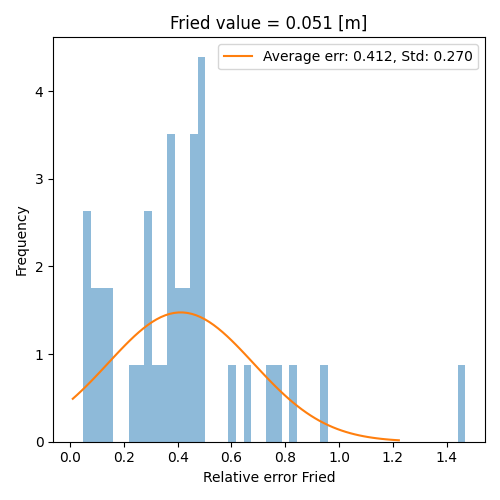 Fried value = 0.051 [m]
Average err: 0.412, Std: 0.270
4
3
2
1
0
Frequency
0.0 0.2 0.4 0.6 0.8 1.0 1.2 1.4
Relative error Fried